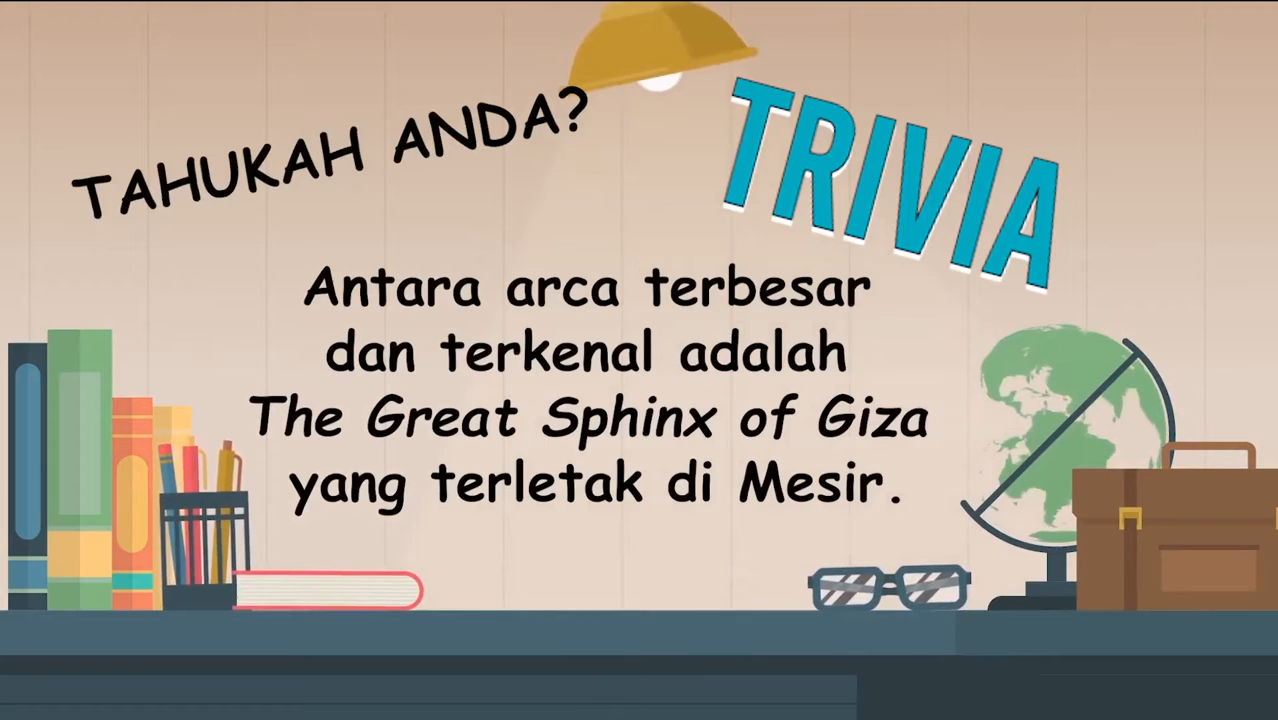 TAHUKAH ANDA?
TRIVIA
Antara arca terbesar
dan terkenal adalah
The Great Sphinx of Giza
yang terletak di Mesir.